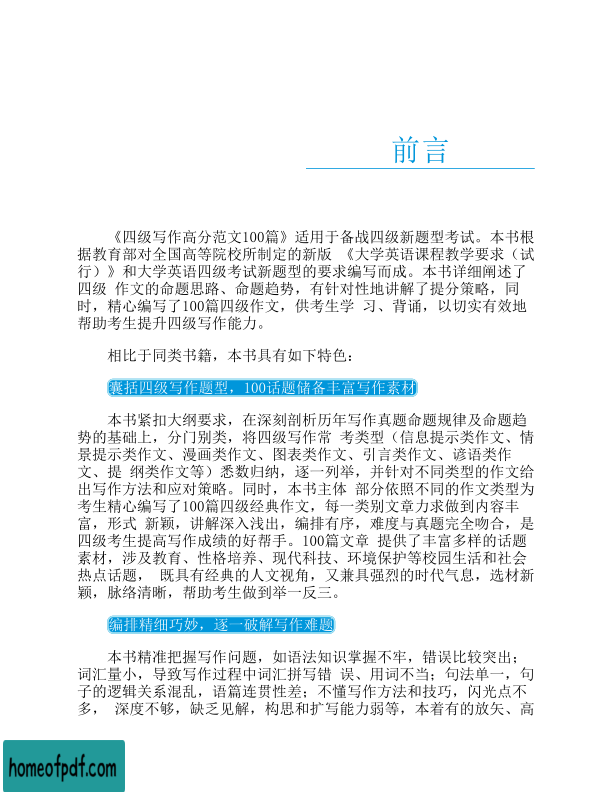 前言
《四级写作高分范文100篇》适用于备战四级新题型考试。本书根
据教育部对全国高等院校所制定的新版 《大学英语课程教学要求（试
行）》和大学英语四级考试新题型的要求编写而成。本书详细阐述了
四级 作文的命题思路、命题趋势，有针对性地讲解了提分策略，同
时，精心编写了100篇四级作文，供考生学 习、背诵，以切实有效地
帮助考生提升四级写作能力。
相比于同类书籍，本书具有如下特色：
囊括四级写作题型，100话题储备丰富写作素材
本书紧扣大纲要求，在深刻剖析历年写作真题命题规律及命题趋
势的基础上，分门别类，将四级写作常 考类型（信息提示类作文、情
景提示类作文、漫画类作文、图表类作文、引言类作文、谚语类作
文、提 纲类作文等）悉数归纳，逐一列举，并针对不同类型的作文给
出写作方法和应对策略。同时，本书主体 部分依照不同的作文类型为
考生精心编写了100篇四级经典作文，每一类别文章力求做到内容丰
富，形式 新颖，讲解深入浅出，编排有序，难度与真题完全吻合，是
四级考生提高写作成绩的好帮手。100篇文章 提供了丰富多样的话题
素材，涉及教育、性格培养、现代科技、环境保护等校园生活和社会
热点话题， 既具有经典的人文视角，又兼具强烈的时代气息，选材新
颖，脉络清晰，帮助考生做到举一反三。
编排精细巧妙，逐一破解写作难题
本书精准把握写作问题，如语法知识掌握不牢，错误比较突出；
词汇量小，导致写作过程中词汇拼写错 误、用词不当；句法单一，句
子的逻辑关系混乱，语篇连贯性差；不懂写作方法和技巧，闪光点不
多， 深度不够，缺乏见解，构思和扩写能力弱等，本着有的放矢、高
homeofpdf.com